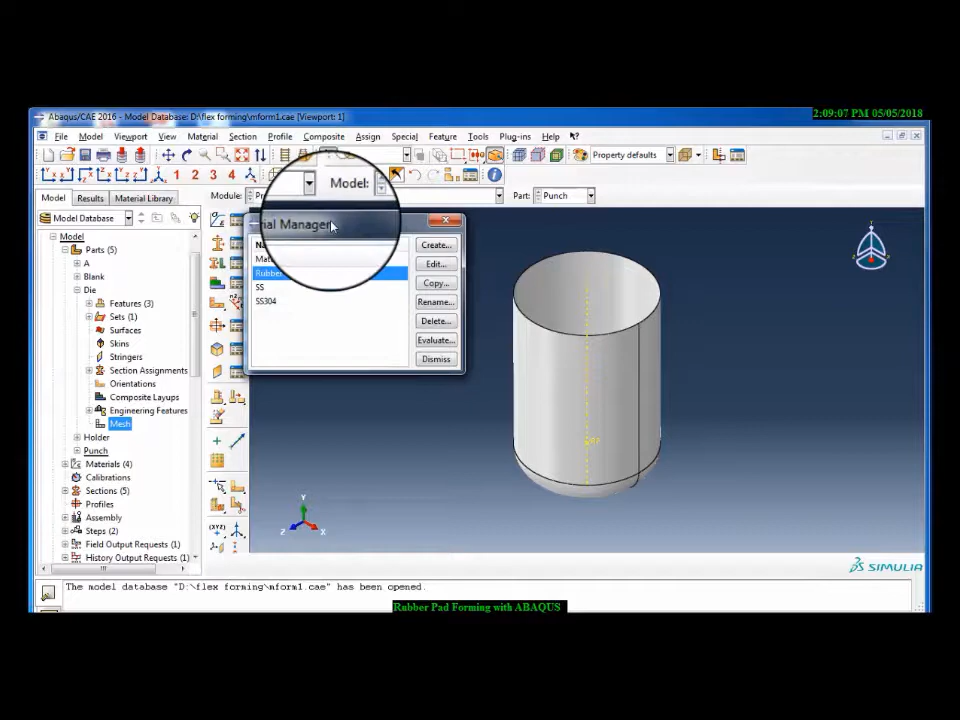 Abaqus/CAE 2016 - Model Database: D:\flex forming\mform1.cae [Viewport: 1]
2:09:07 PM 05/05/2018
File Model Viewport View Material Section Profile Composite Assign Special Feature Tools Plug-ins Help
Property defaults
1 2 3 4
Model Results Material Library
Module:
Model:
Part: Punch
Model Database
Model
Parts (5)
A
Blank
Die
Features (3)
Sets (1)
Surfaces
Skins
Stringers
Section Assignments
Orientations
Composite Layups
Engineering Features
Mesh
Holder
Punch
Materials (4)
Calibrations
Sections (5)
Profiles
Assembly
Steps (2)
Field Output Requests (1)
History Output Requests (1)
ial Manager
Rubber
SS
SS304
Create...
Edit...
Copy...
Rename...
Delete...
Evaluate...
Dismiss
RP
Y
Z X
SIMULIA
The model database "D:\flex forming\mform1.cae" has been opened.
Rubber Pad Forming with ABAQUS